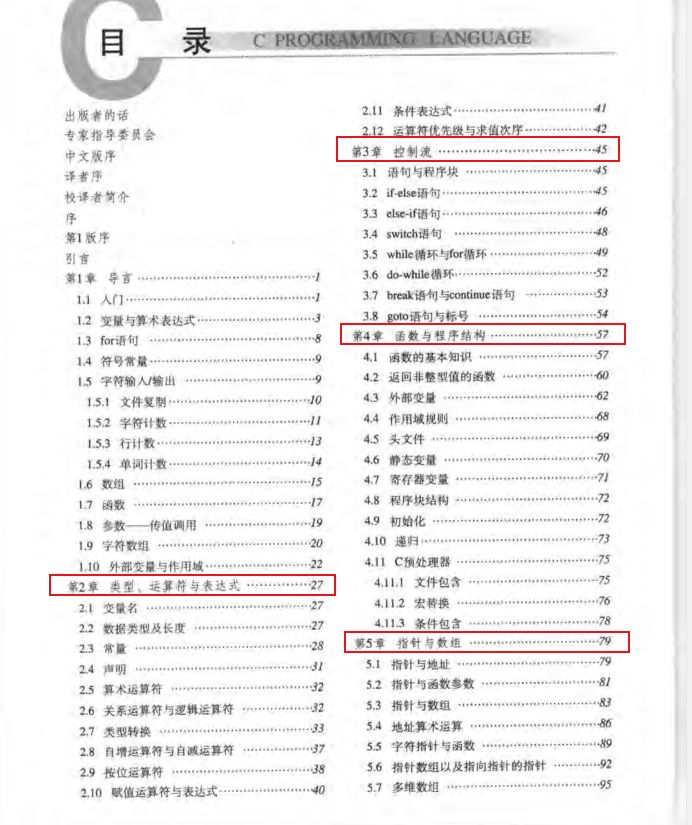 C
目 录 C PROGRAMMING LANGUAGE
出版者的话
专家指导委员会
中文版序
译者序
校译者简介
序
第1版序
引言
第1章 导言 ……………………………1
1.1 入门……………………………1
1.2 变量与算术表达式……………………3
1.3 for语句 ……………………………8
1.4 符号常量……………………………9
1.5 字符输入/输出 ……………………9
1.5.1 文件复制……………………10
1.5.2 字符计数……………………11
1.5.3 行计数……………………13
1.5.4 单词计数……………………14
1.6 数组 ……………………………15
1.7 函数 ……………………………17
1.8 参数——传值调用 ……………………19
1.9 字符数组 ……………………………20
1.10 外部变量与作用域……………………22
第2章 类型、运算符与表达式 ……………27
2.1 变量名 ……………………………27
2.2 数据类型及长度 ……………………27
2.3 常量 ……………………………28
2.4 声明 ……………………………31
2.5 算术运算符 ……………………………32
2.6 关系运算符与逻辑运算符 ……………32
2.7 类型转换 ……………………………33
2.8 自增运算符与自减运算符 ……………37
2.9 按位运算符 ……………………………38
2.10 赋值运算符与表达式……………………40
2.11 条件表达式……………………………41
2.12 运算符优先级与求值次序 ……………42
第3章 控制流 ……………………………45
3.1 语句与程序块 ……………………………45
3.2 if-else语句……………………………45
3.3 else-if语句……………………………46
3.4 switch语句 ……………………………48
3.5 while循环与for循环 ……………………49
3.6 do-while循环……………………………52
3.7 break语句与continue语句 ……………53
3.8 goto语句与标号 ……………………54
第4章 函数与程序结构 ……………………57
4.1 函数的基本知识 ……………………57
4.2 返回非整型值的函数 ……………………60
4.3 外部变量 ……………………………62
4.4 作用域规则 ……………………………68
4.5 头文件 ……………………………69
4.6 静态变量 ……………………………70
4.7 寄存器变量 ……………………………71
4.8 程序块结构 ……………………………72
4.9 初始化 ……………………………72
4.10 递归 ……………………………73
4.11 C预处理器 ……………………………75
4.11.1 文件包含 ……………………75
4.11.2 宏替换 ……………………76
4.11.3 条件包含 ……………………78
第5章 指针与数组 ……………………79
5.1 指针与地址 ……………………………79
5.2 指针与函数参数 ……………………81
5.3 指针与数组 ……………………………83
5.4 地址算术运算 ……………………………86
5.5 字符指针与函数 ……………………89
5.6 指针数组以及指向指针的指针 ……………92
5.7 多维数组 ……………………………95